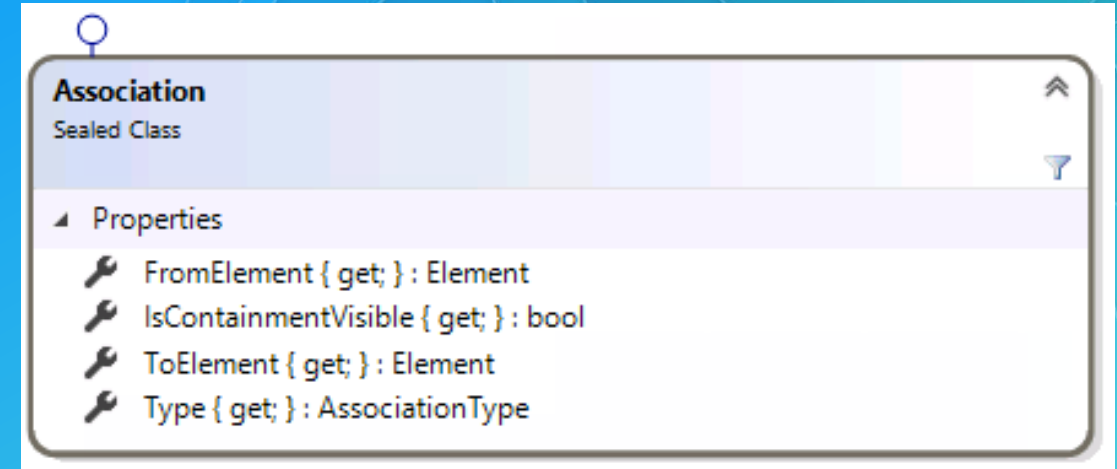 Association
Sealed Class
Properties
FromElement { get; } : Element
IsContainmentVisible { get; } : bool
ToElement { get; } : Element
Type { get; } : AssociationType